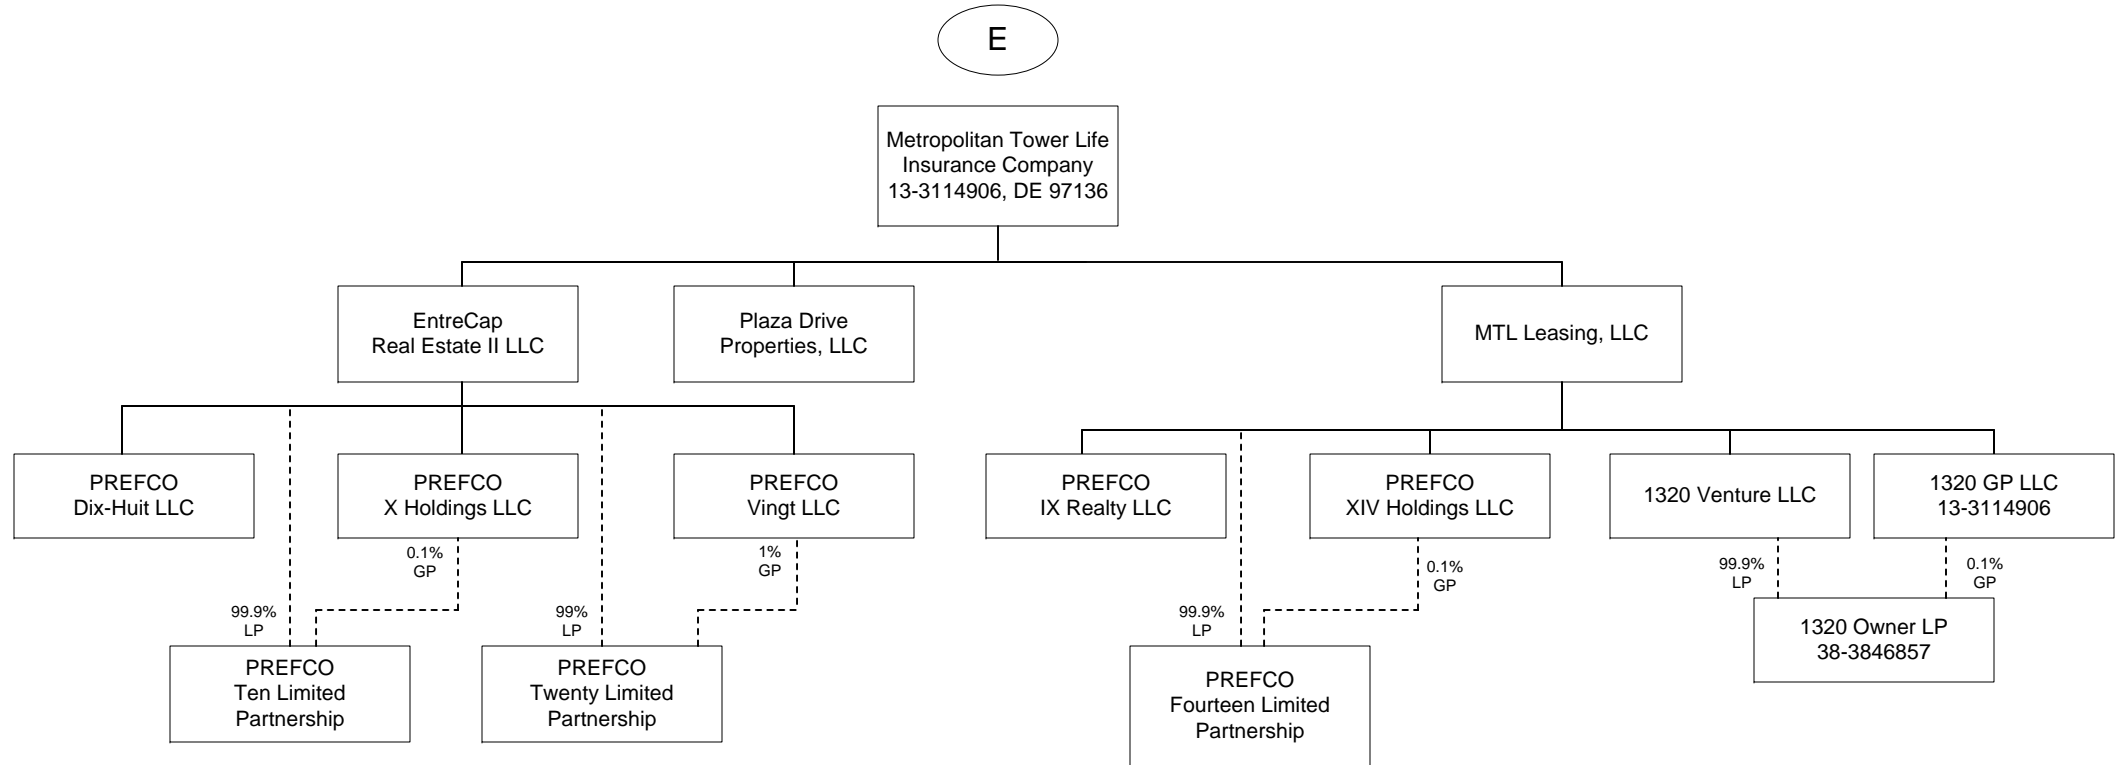 E
Metropolitan Tower Life
Insurance Company
13-3114906, DE 97136
EntreCap
Real Estate II LLC
Plaza Drive
Properties, LLC
MTL Leasing, LLC
PREFCO
Dix-Huit LLC
PREFCO
X Holdings LLC
PREFCO
Vingt LLC
PREFCO
IX Realty LLC
PREFCO
XIV Holdings LLC
1320 Venture LLC
1320 GP LLC
13-3114906
0.1%
GP
1%
GP
0.1%
GP
99.9%
LP
0.1%
GP
99.9%
LP
99%
LP
99.9%
LP
1320 Owner LP
38-3846857
PREFCO
Ten Limited
Partnership
PREFCO
Twenty Limited
Partnership
PREFCO
Fourteen Limited
Partnership